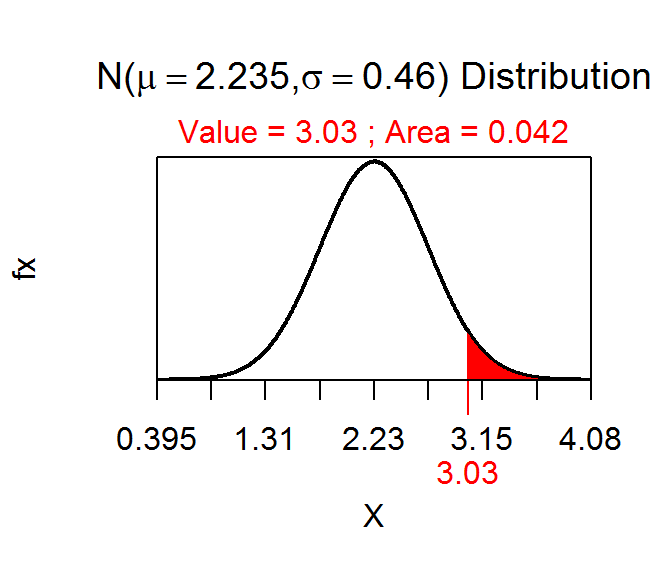 N(μ = 2.235,σ = 0.46) Distribution
Value = 3.03 ; Area = 0.042
fx
0.395 1.31 2.23 3.15 4.08
3.03
X